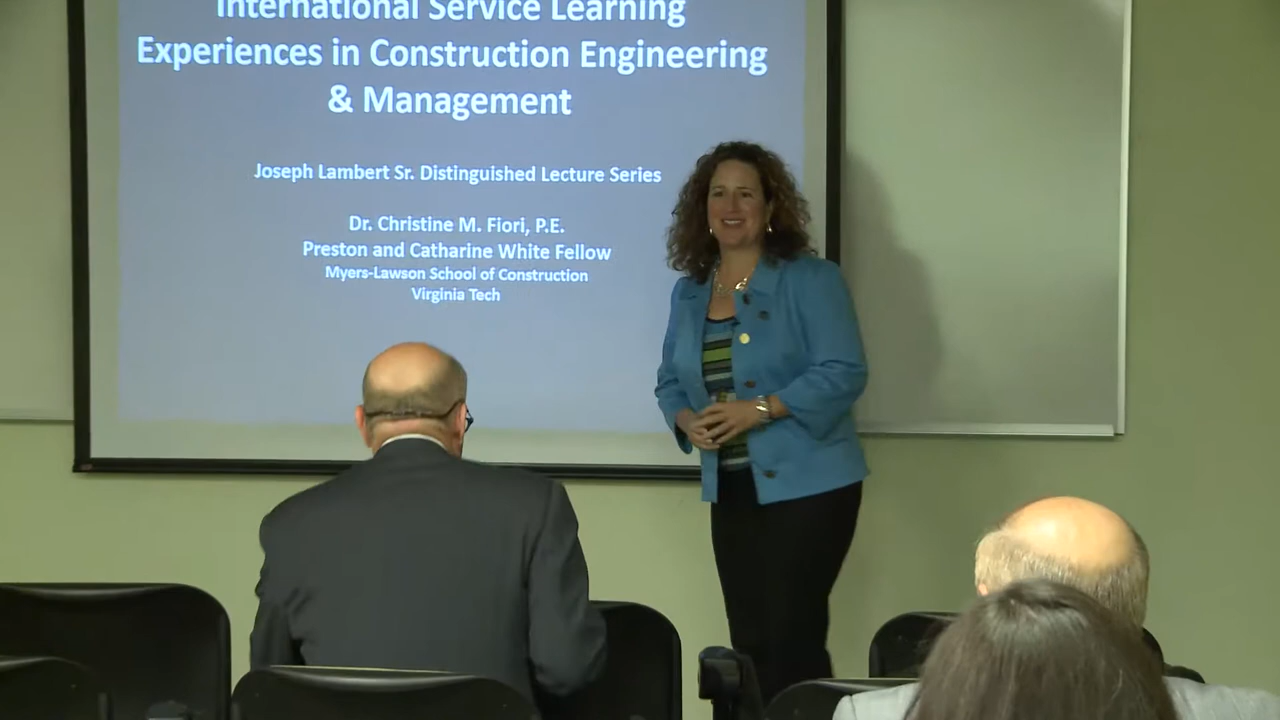 International Service Learning
Experiences in Construction Engineering
& Management
Joseph Lambert Sr. Distinguished Lecture Series
Dr. Christine M. Fiori, P.E.
Preston and Catharine White Fellow
Myers-Lawson School of Construction
Virginia Tech